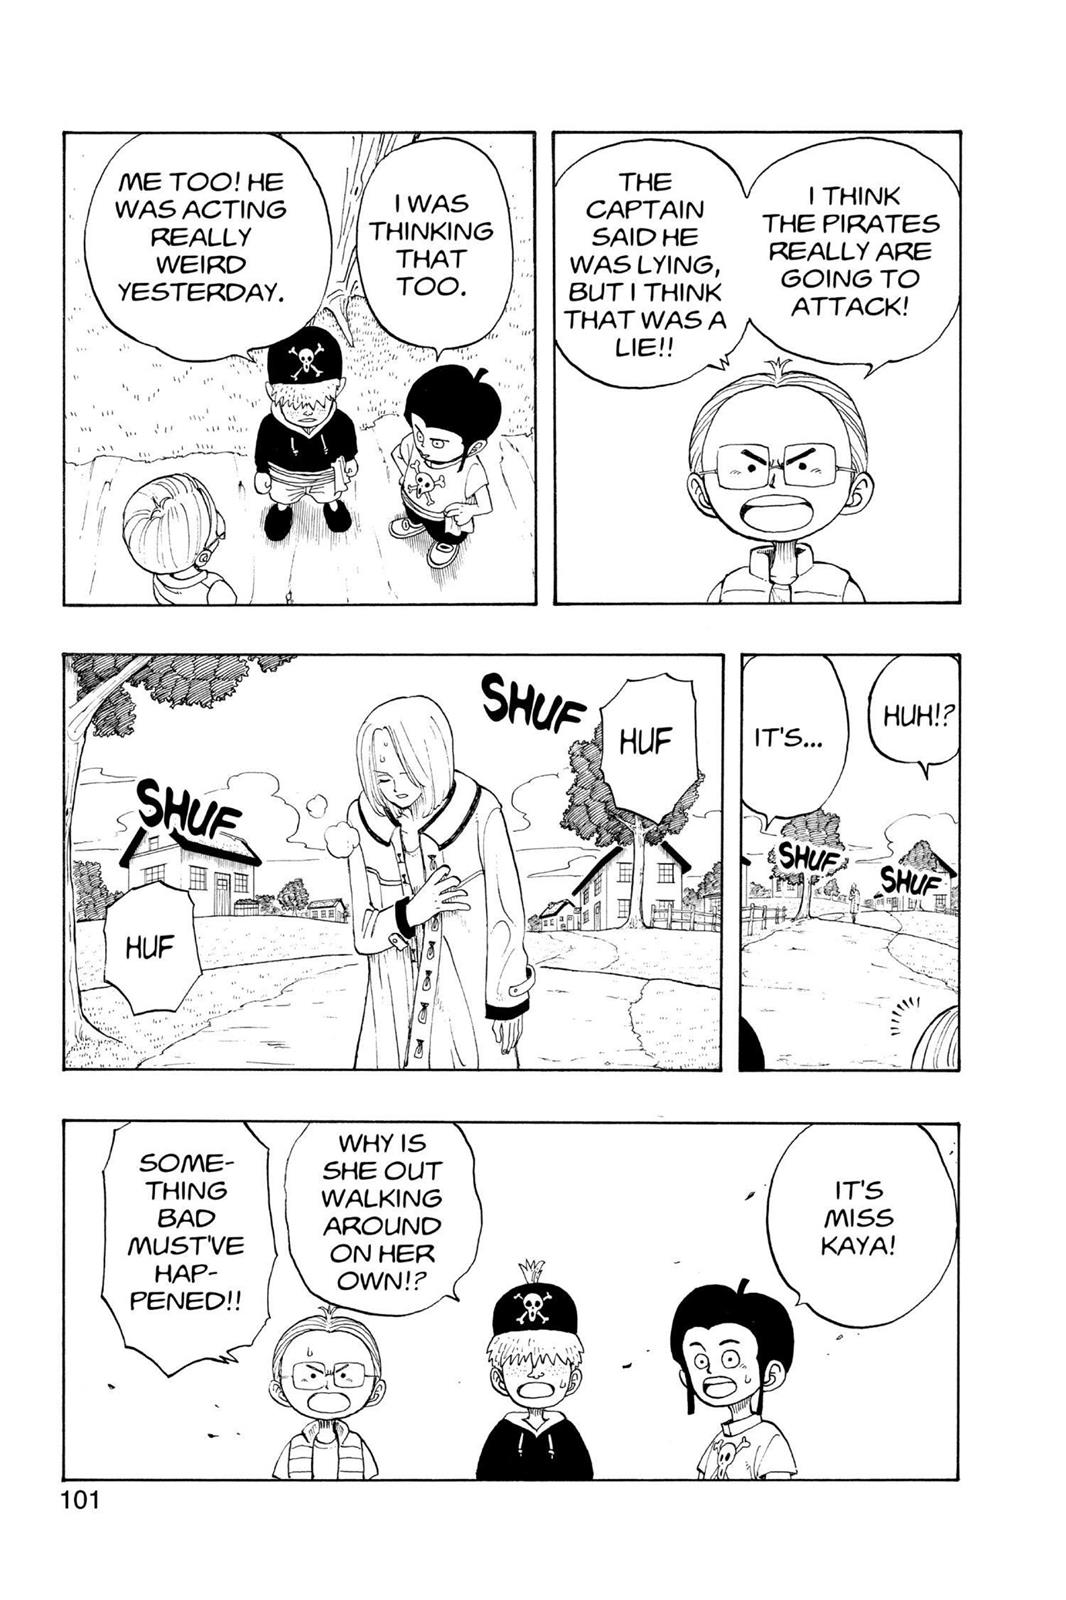 I THINK
THE PIRATES
REALLY ARE
GOING TO
ATTACK!
THE
CAPTAIN
SAID HE
WAS LYING,
BUT I THINK
THAT WAS A
LIE!!
I WAS
THINKING
THAT
TOO.
ME TOO! HE
WAS ACTING
REALLY
WEIRD
YESTERDAY.
HUH!?
IT'S...
SHUF
SHUF
SHUF
HUF
SHUF
HUF
IT'S
MISS
KAYA!
WHY IS
SHE OUT
WALKING
AROUND
ON HER
OWN!?
SOME-
THING
BAD
MUST'VE
HAP-
PENED!!
101